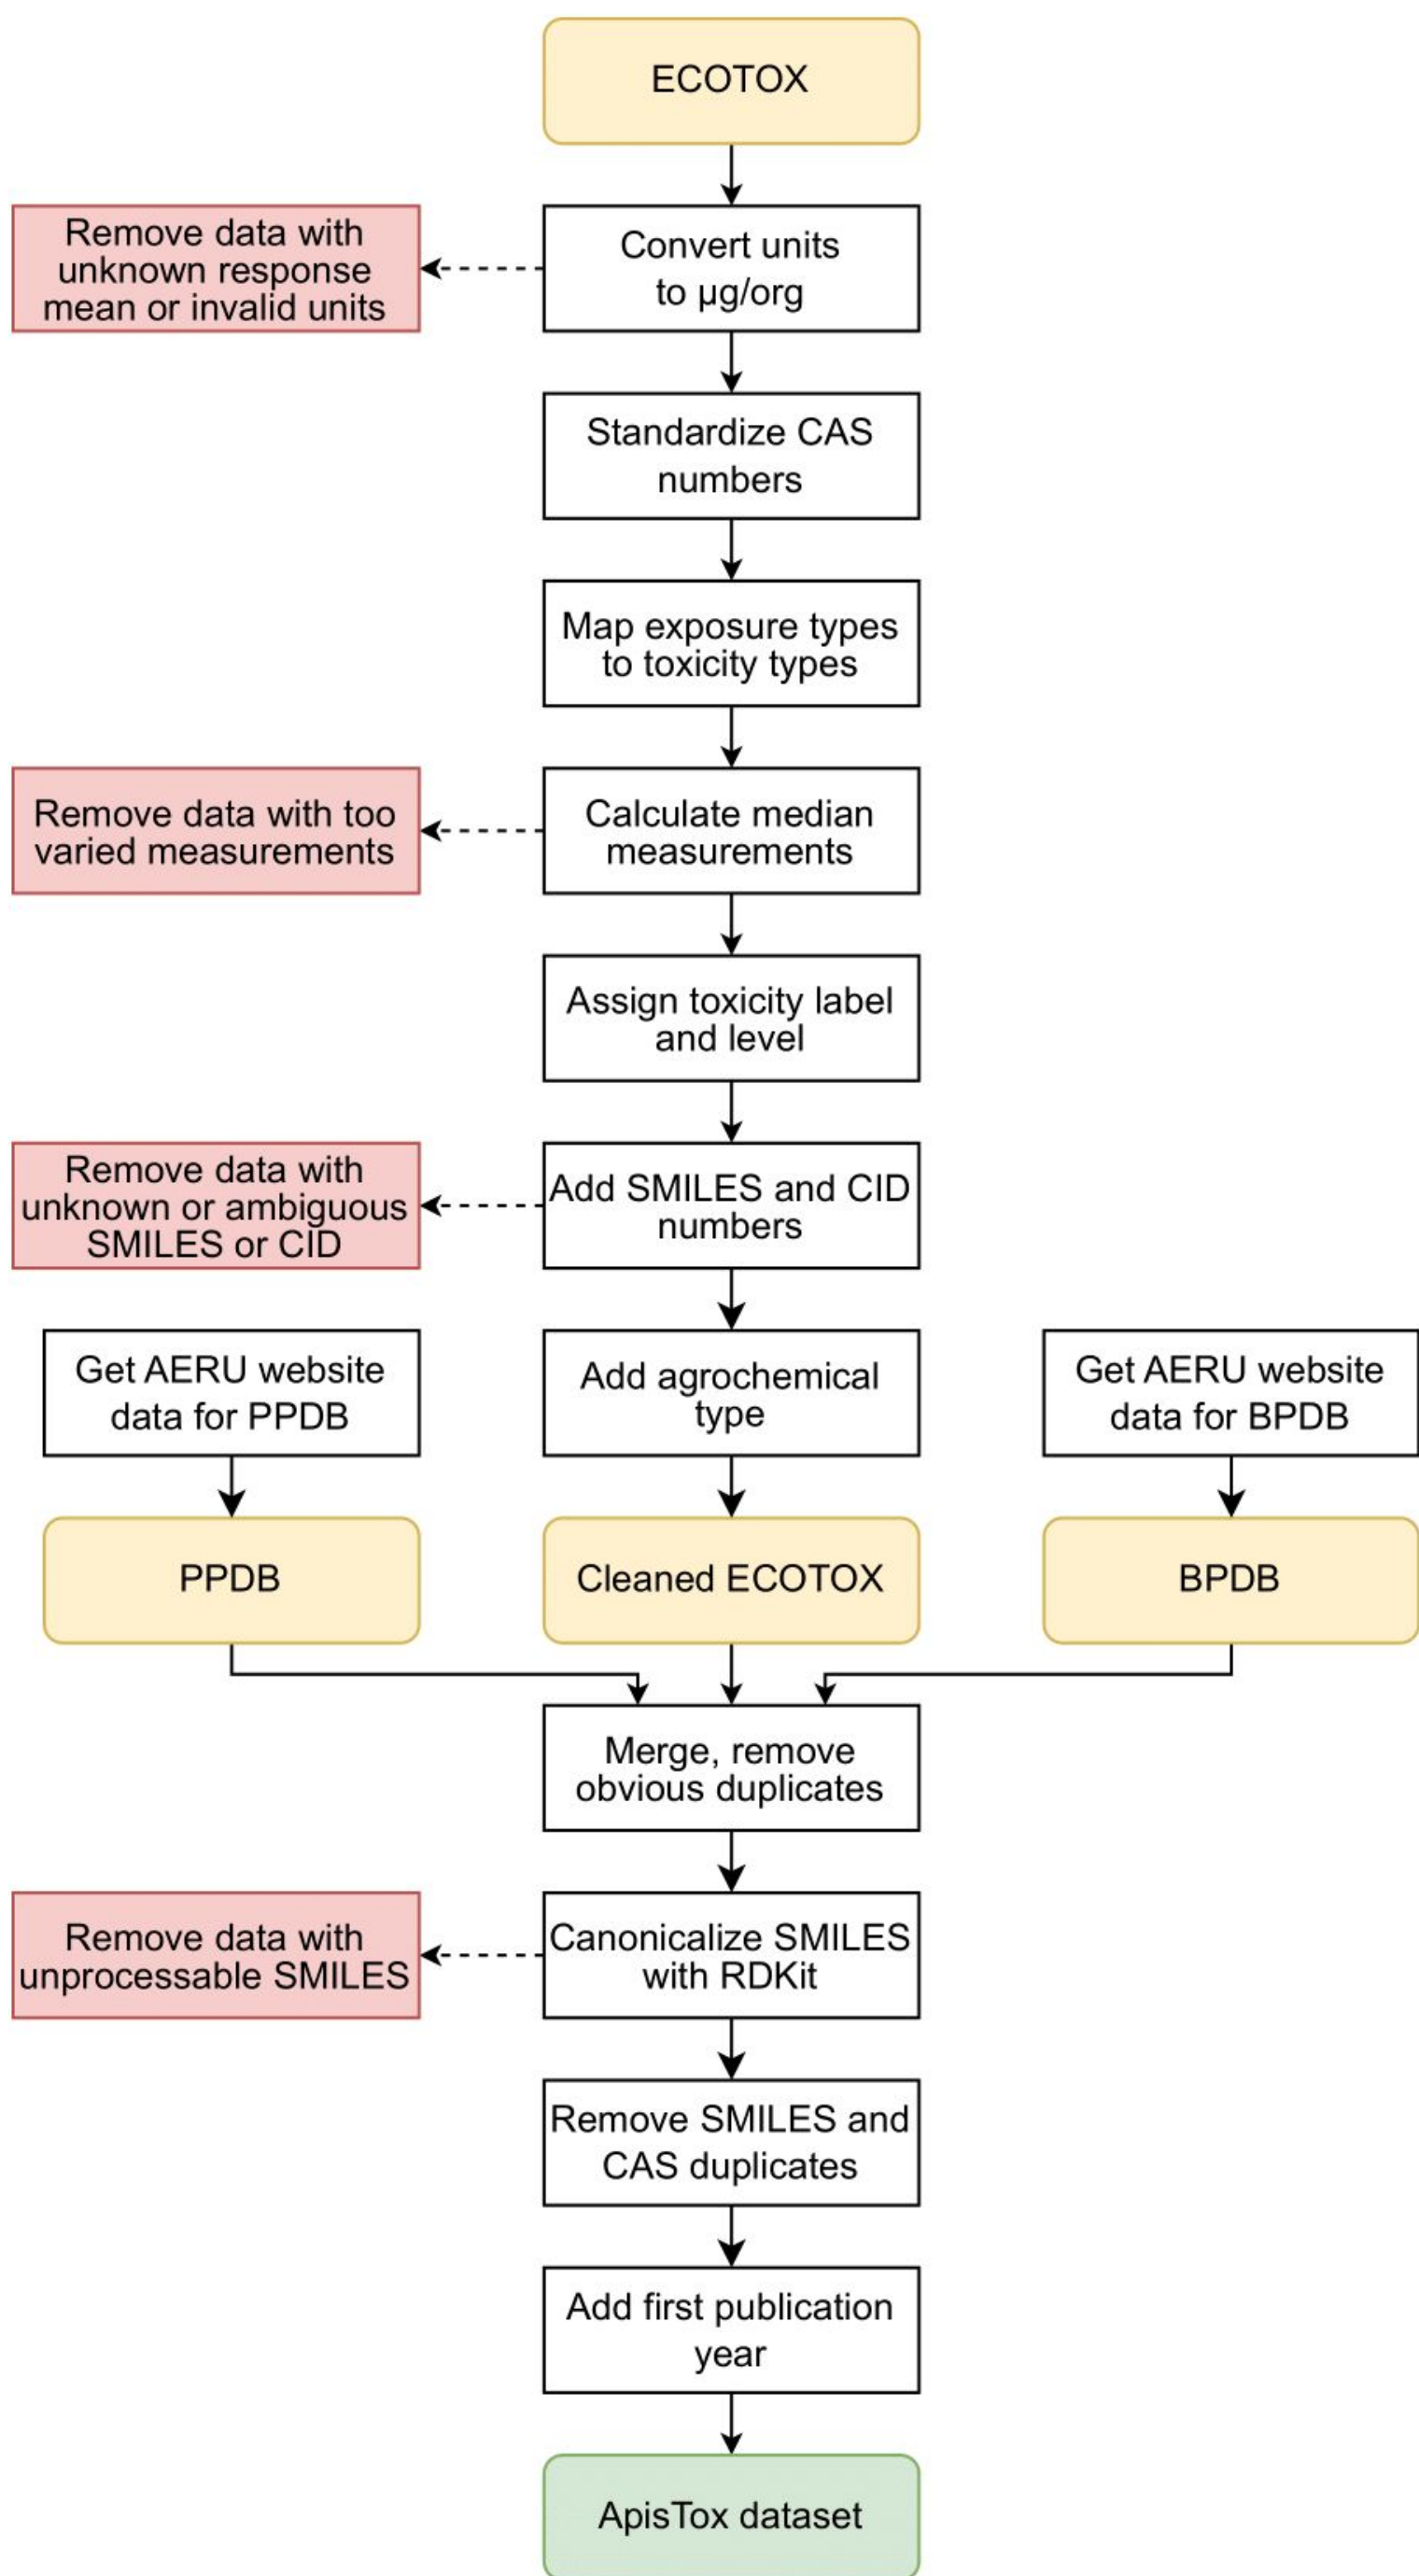 ECOTOX
Remove data with
unknown response
mean or invalid units
Convert units
to µg/org
Standardize CAS
numbers
Map exposure types
to toxicity types
Remove data with too
varied measurements
Calculate median
measurements
Assign toxicity label
and level
Remove data with
unknown or ambiguous
SMILES or CID
Add SMILES and CID
numbers
Get AERU website
data for PPDB
Add agrochemical
type
Get AERU website
data for BPDB
PPDB
Cleaned ECOTOX
BPDB
Merge, remove
obvious duplicates
Remove data with
unprocessable SMILES
Canonicalize SMILES
with RDKit
Remove SMILES and
CAS duplicates
Add first publication
year
ApisTox dataset